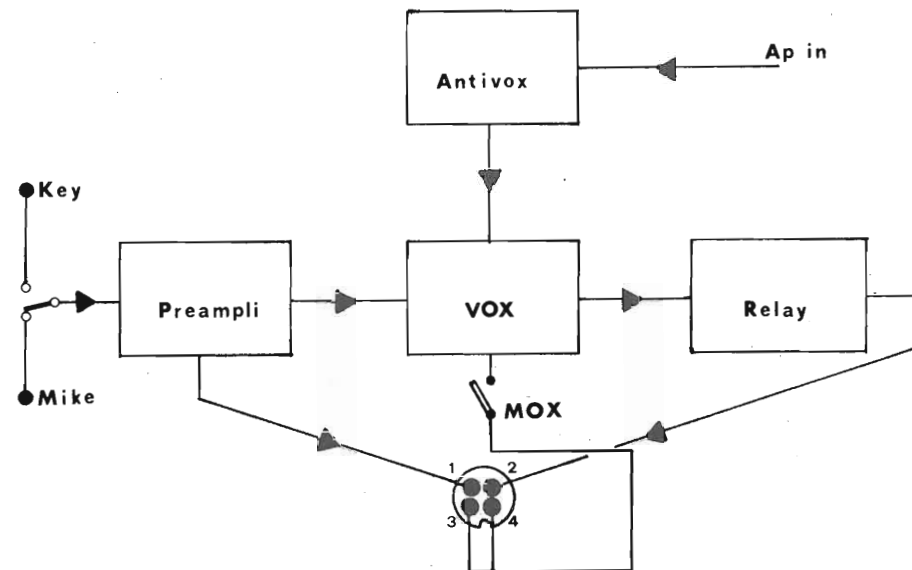 Ap in
Antivox
Key
Preampli
VOX
Relay
Mike
MOX
1 2
3 4